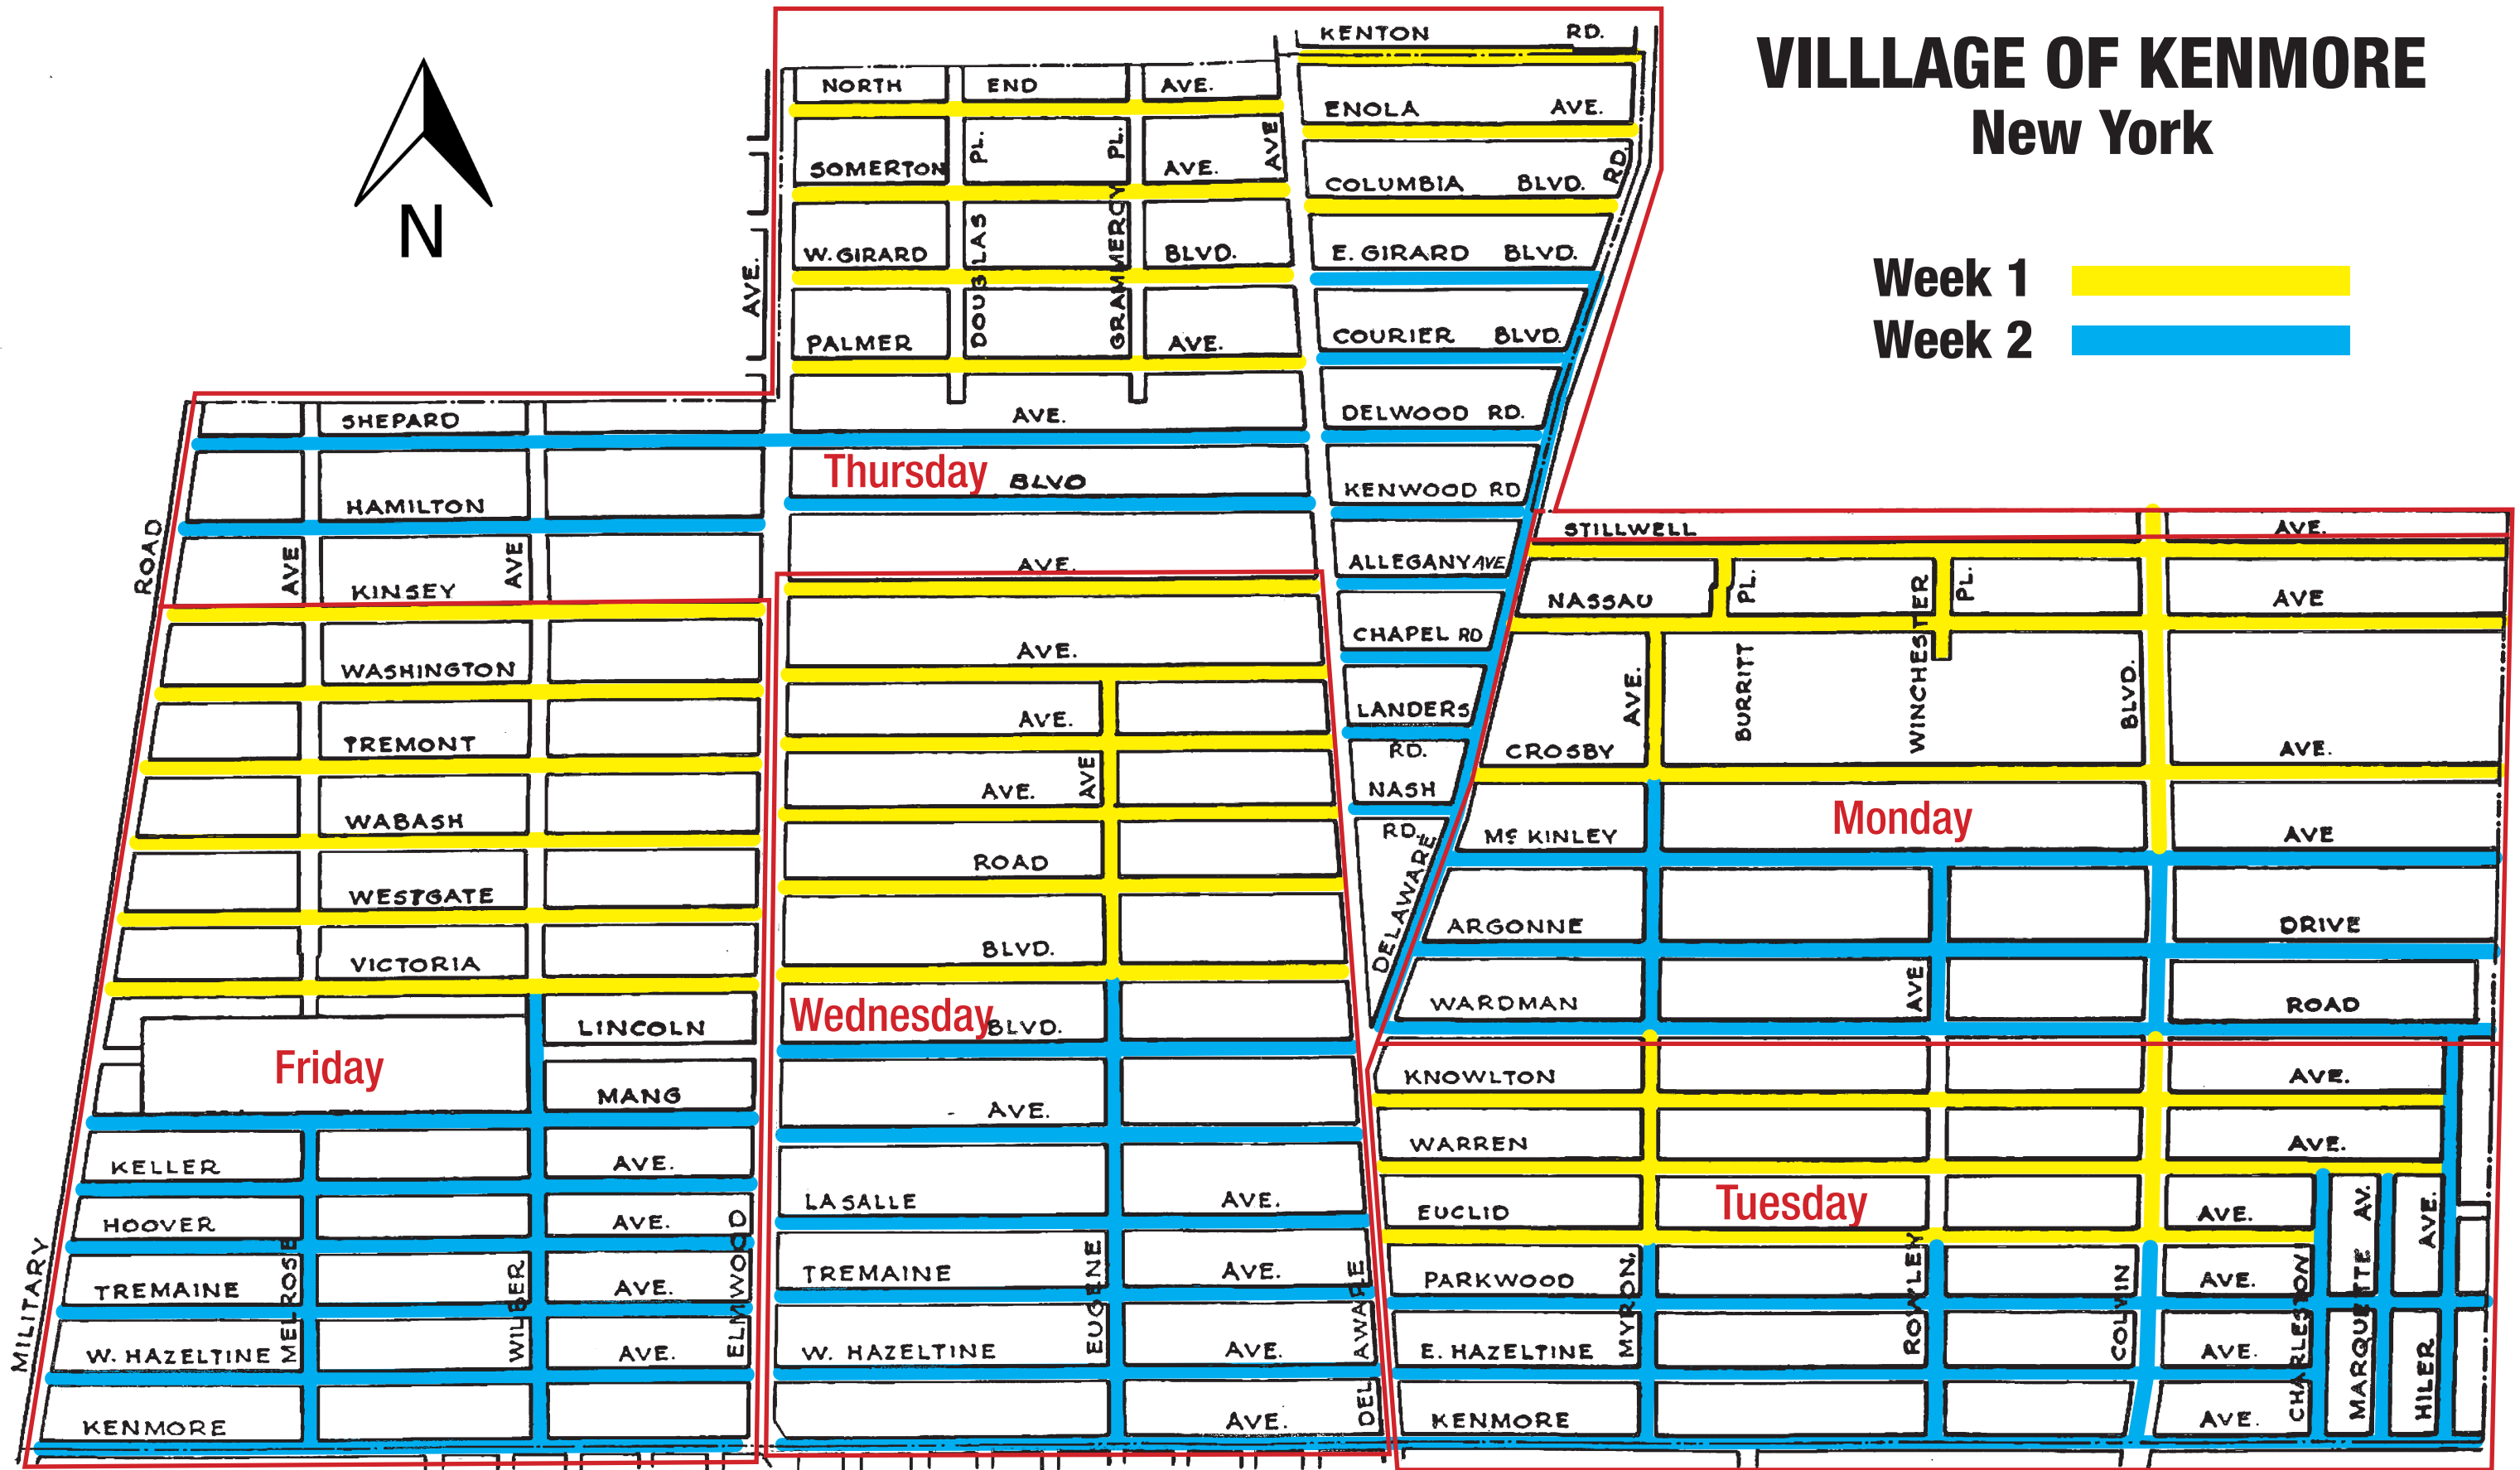 VILLLAGE OF KENMORE
New York
Week 1
Week 2
N
KENTON RD.
NORTH END AVE.
ENOLA AVE.
SOMERTON AVE.
COLUMBIA BLVD.
W. GIRARD BLVD.
E. GIRARD BLVD.
PALMER AVE.
COURIER BLVD.
DOUGLAS PL.
GRAMMERCY PL.
AVE
RD.
AVE.
SHEPARD AVE.
DELWOOD RD.
Thursday
HAMILTON BLVD
KENWOOD RD
STILLWELL AVE.
KINSEY AVE.
ALLEGANY AVE
ROAD
AVE
AVE
NASSAU AVE
BURRITT PL.
WINCHESTER PL.
WASHINGTON AVE.
CHAPEL RD
TREMONT AVE.
LANDERS RD.
CROSBY AVE.
AVE.
BLVD.
WABASH AVE.
AVE
NASH RD.
Monday
MC KINLEY AVE
WESTGATE ROAD
DELAWARE
ARGONNE DRIVE
VICTORIA BLVD.
WARDMAN ROAD
AVE
LINCOLN BLVD.
Wednesday
Friday
MANG AVE.
KNOWLTON AVE.
WARREN AVE.
KELLER AVE.
LA SALLE AVE.
EUCLID AVE.
Tuesday
HOOVER AVE.
TREMAINE AVE.
PARKWOOD AVE.
TREMAINE AVE.
W. HAZELTINE AVE.
W. HAZELTINE AVE.
E. HAZELTINE AVE.
KENMORE AVE.
KENMORE AVE.
MILITARY
MELROSE
WILBER
ELMWOOD
EUGENE
DELAWARE
MYRON
ROWLEY
COLVIN
CHARLESTON
MARQUETTE AV.
HILER AVE.